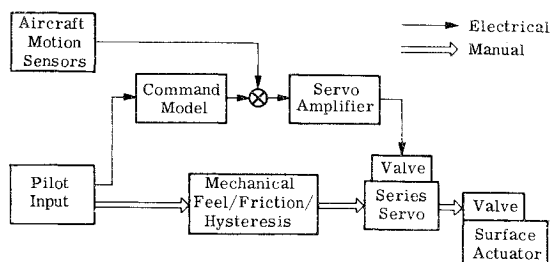 Aircraft
Motion
Sensors
Electrical
Manual
Command
Model
Servo
Amplifier
Pilot
Input
Mechanical
Feel/Friction/
Hysteresis
Valve
Series
Servo
Valve
Surface
Actuator